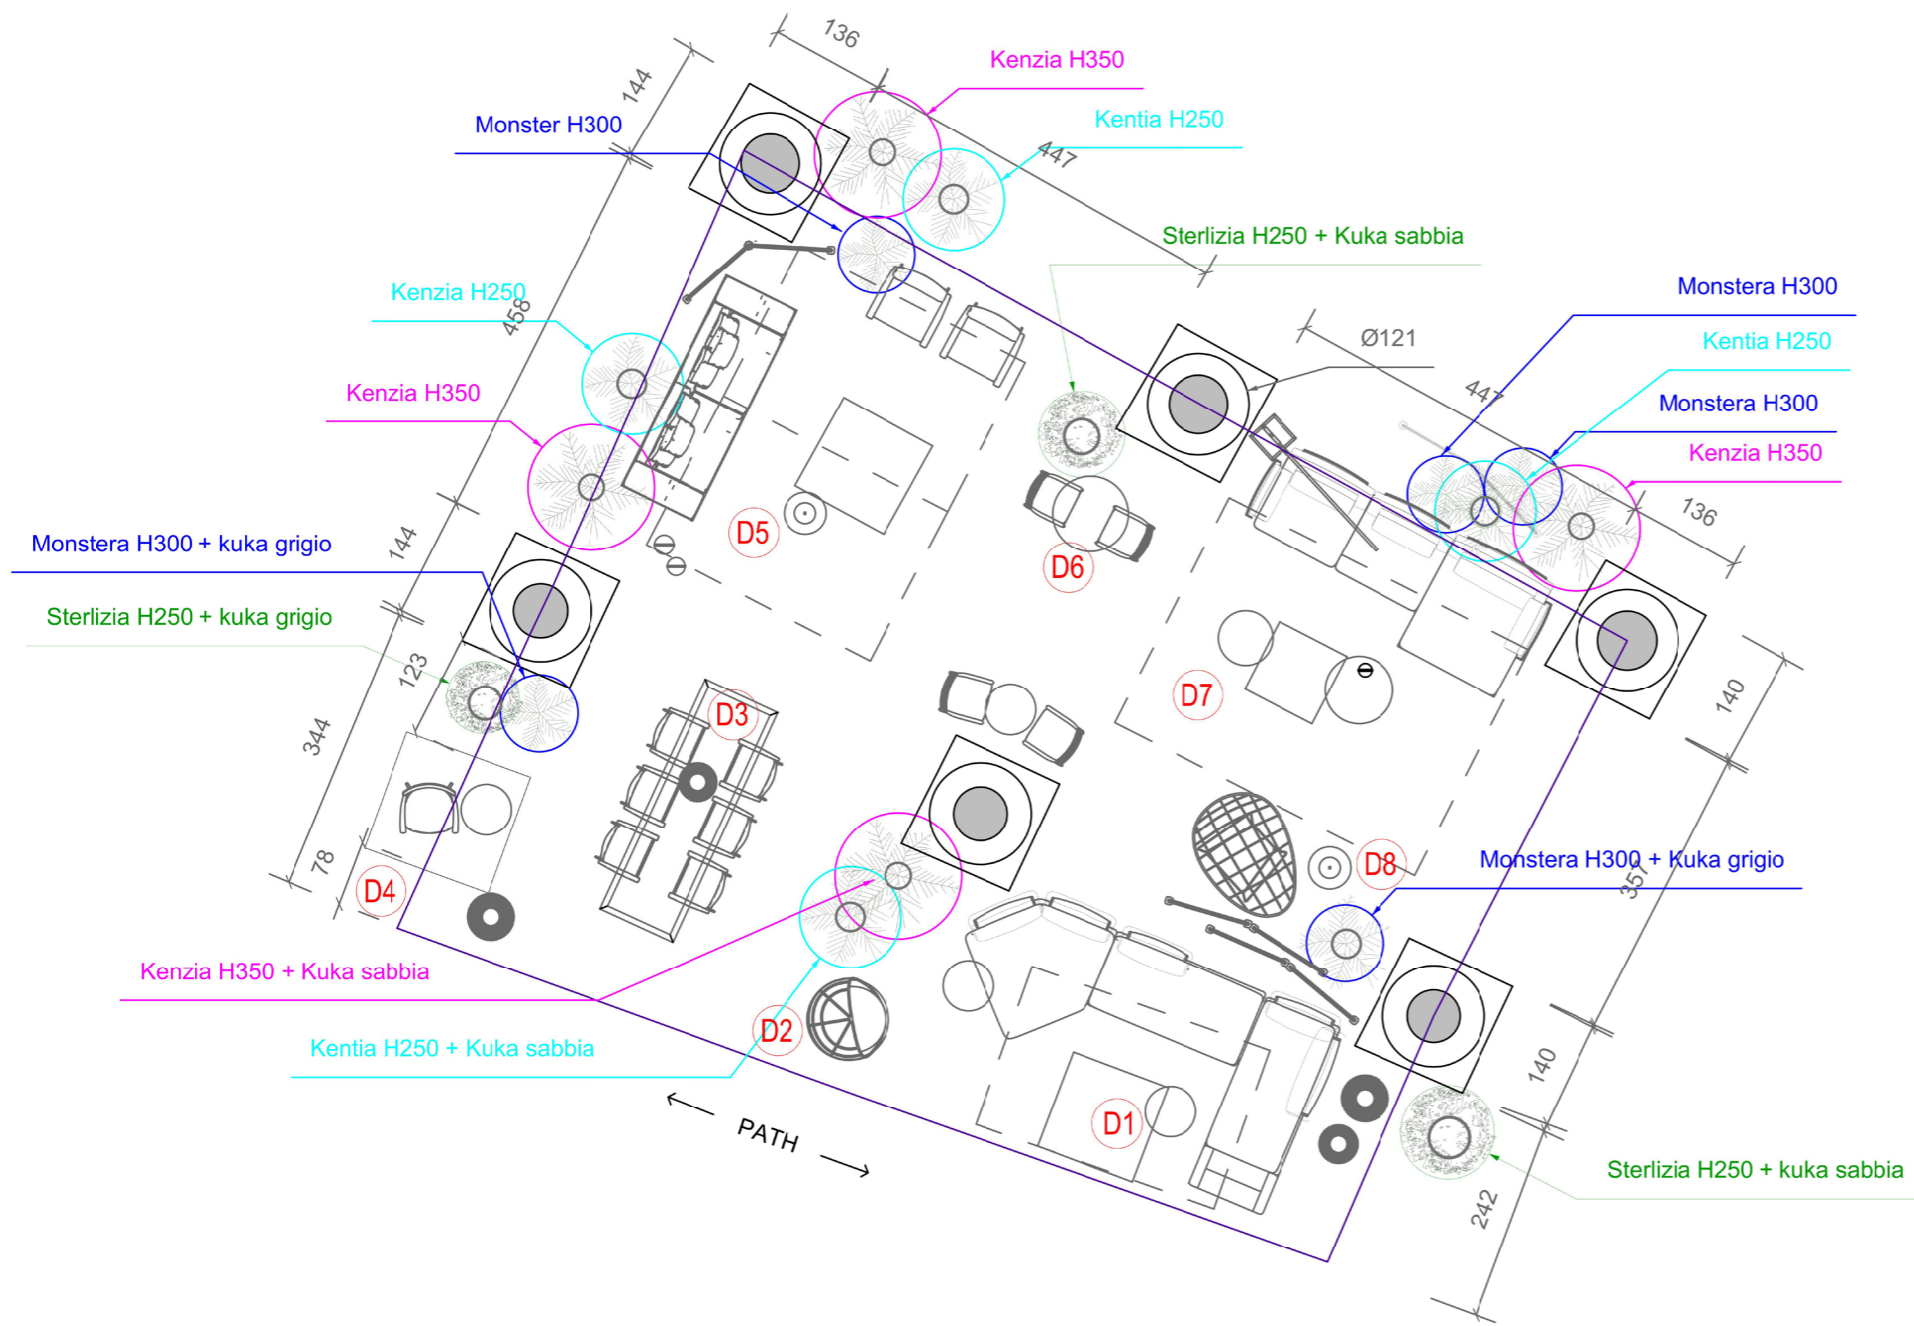 136
Kenzia H350
144
Kentia H250
Monster H300
447
Sterlizia H250 + Kuka sabbia
Monstera H300
Kenzia H250
458
Ø121
Kentia H250
Kenzia H350
447
Monstera H300
Kenzia H350
136
Monstera H300 + kuka grigio
144
D5
D6
Sterlizia H250 + kuka grigio
123
D3
D7
140
344
78
D4
D8
Monstera H300 + Kuka grigio
357
Kenzia H350 + Kuka sabbia
D2
Kentia H250 + Kuka sabbia
140
D1
PATH
Sterlizia H250 + kuka sabbia
242